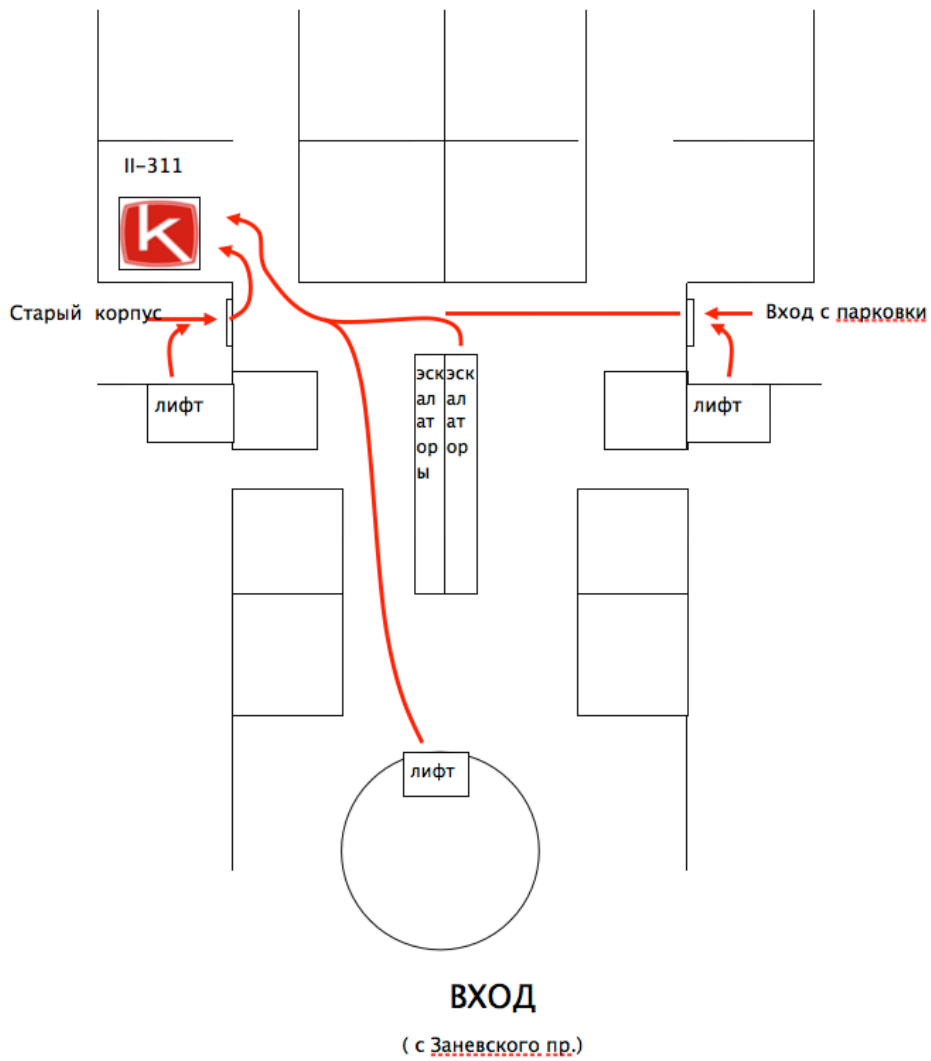 II-311
K
Старый корпус
Вход с парковки
эск
ал
ат
ор
ы
эск
ал
ат
ор
лифт
лифт
лифт
ВХОД
( с Заневского пр.)